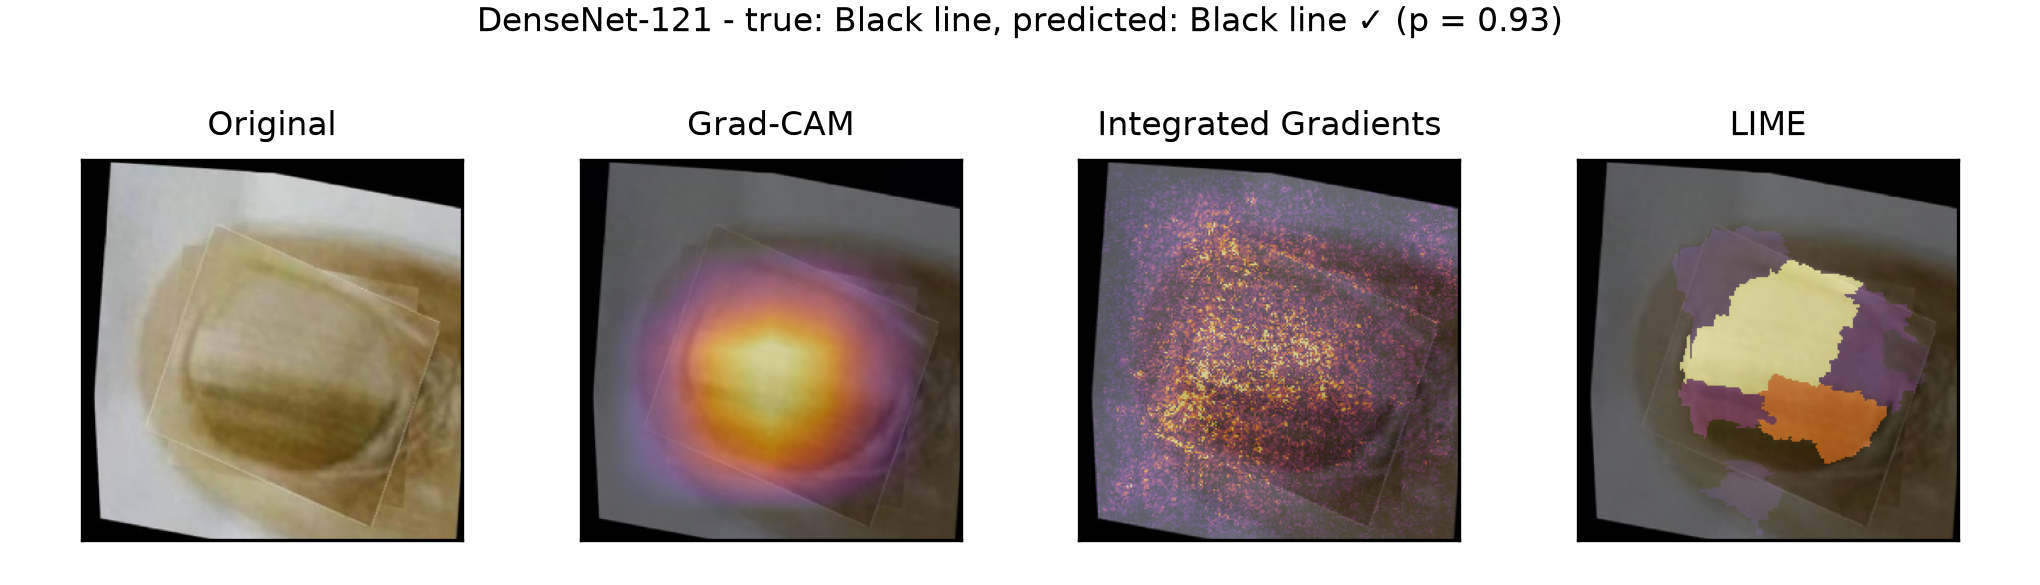 DenseNet-121 - true: Black line, predicted: Black line ✓ (p = 0.93)
Original
Grad-CAM
Integrated Gradients
LIME